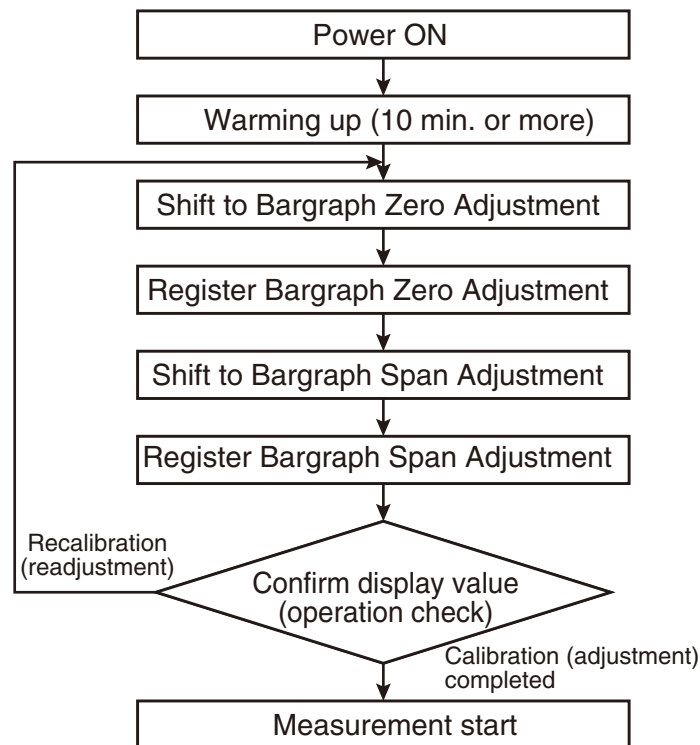 Power ON
Warming up (10 min. or more)
Shift to Bargraph Zero Adjustment
Register Bargraph Zero Adjustment
Shift to Bargraph Span Adjustment
Register Bargraph Span Adjustment
Recalibration
(readjustment)
Confirm display value
(operation check)
Calibration (adjustment)
completed
Measurement start